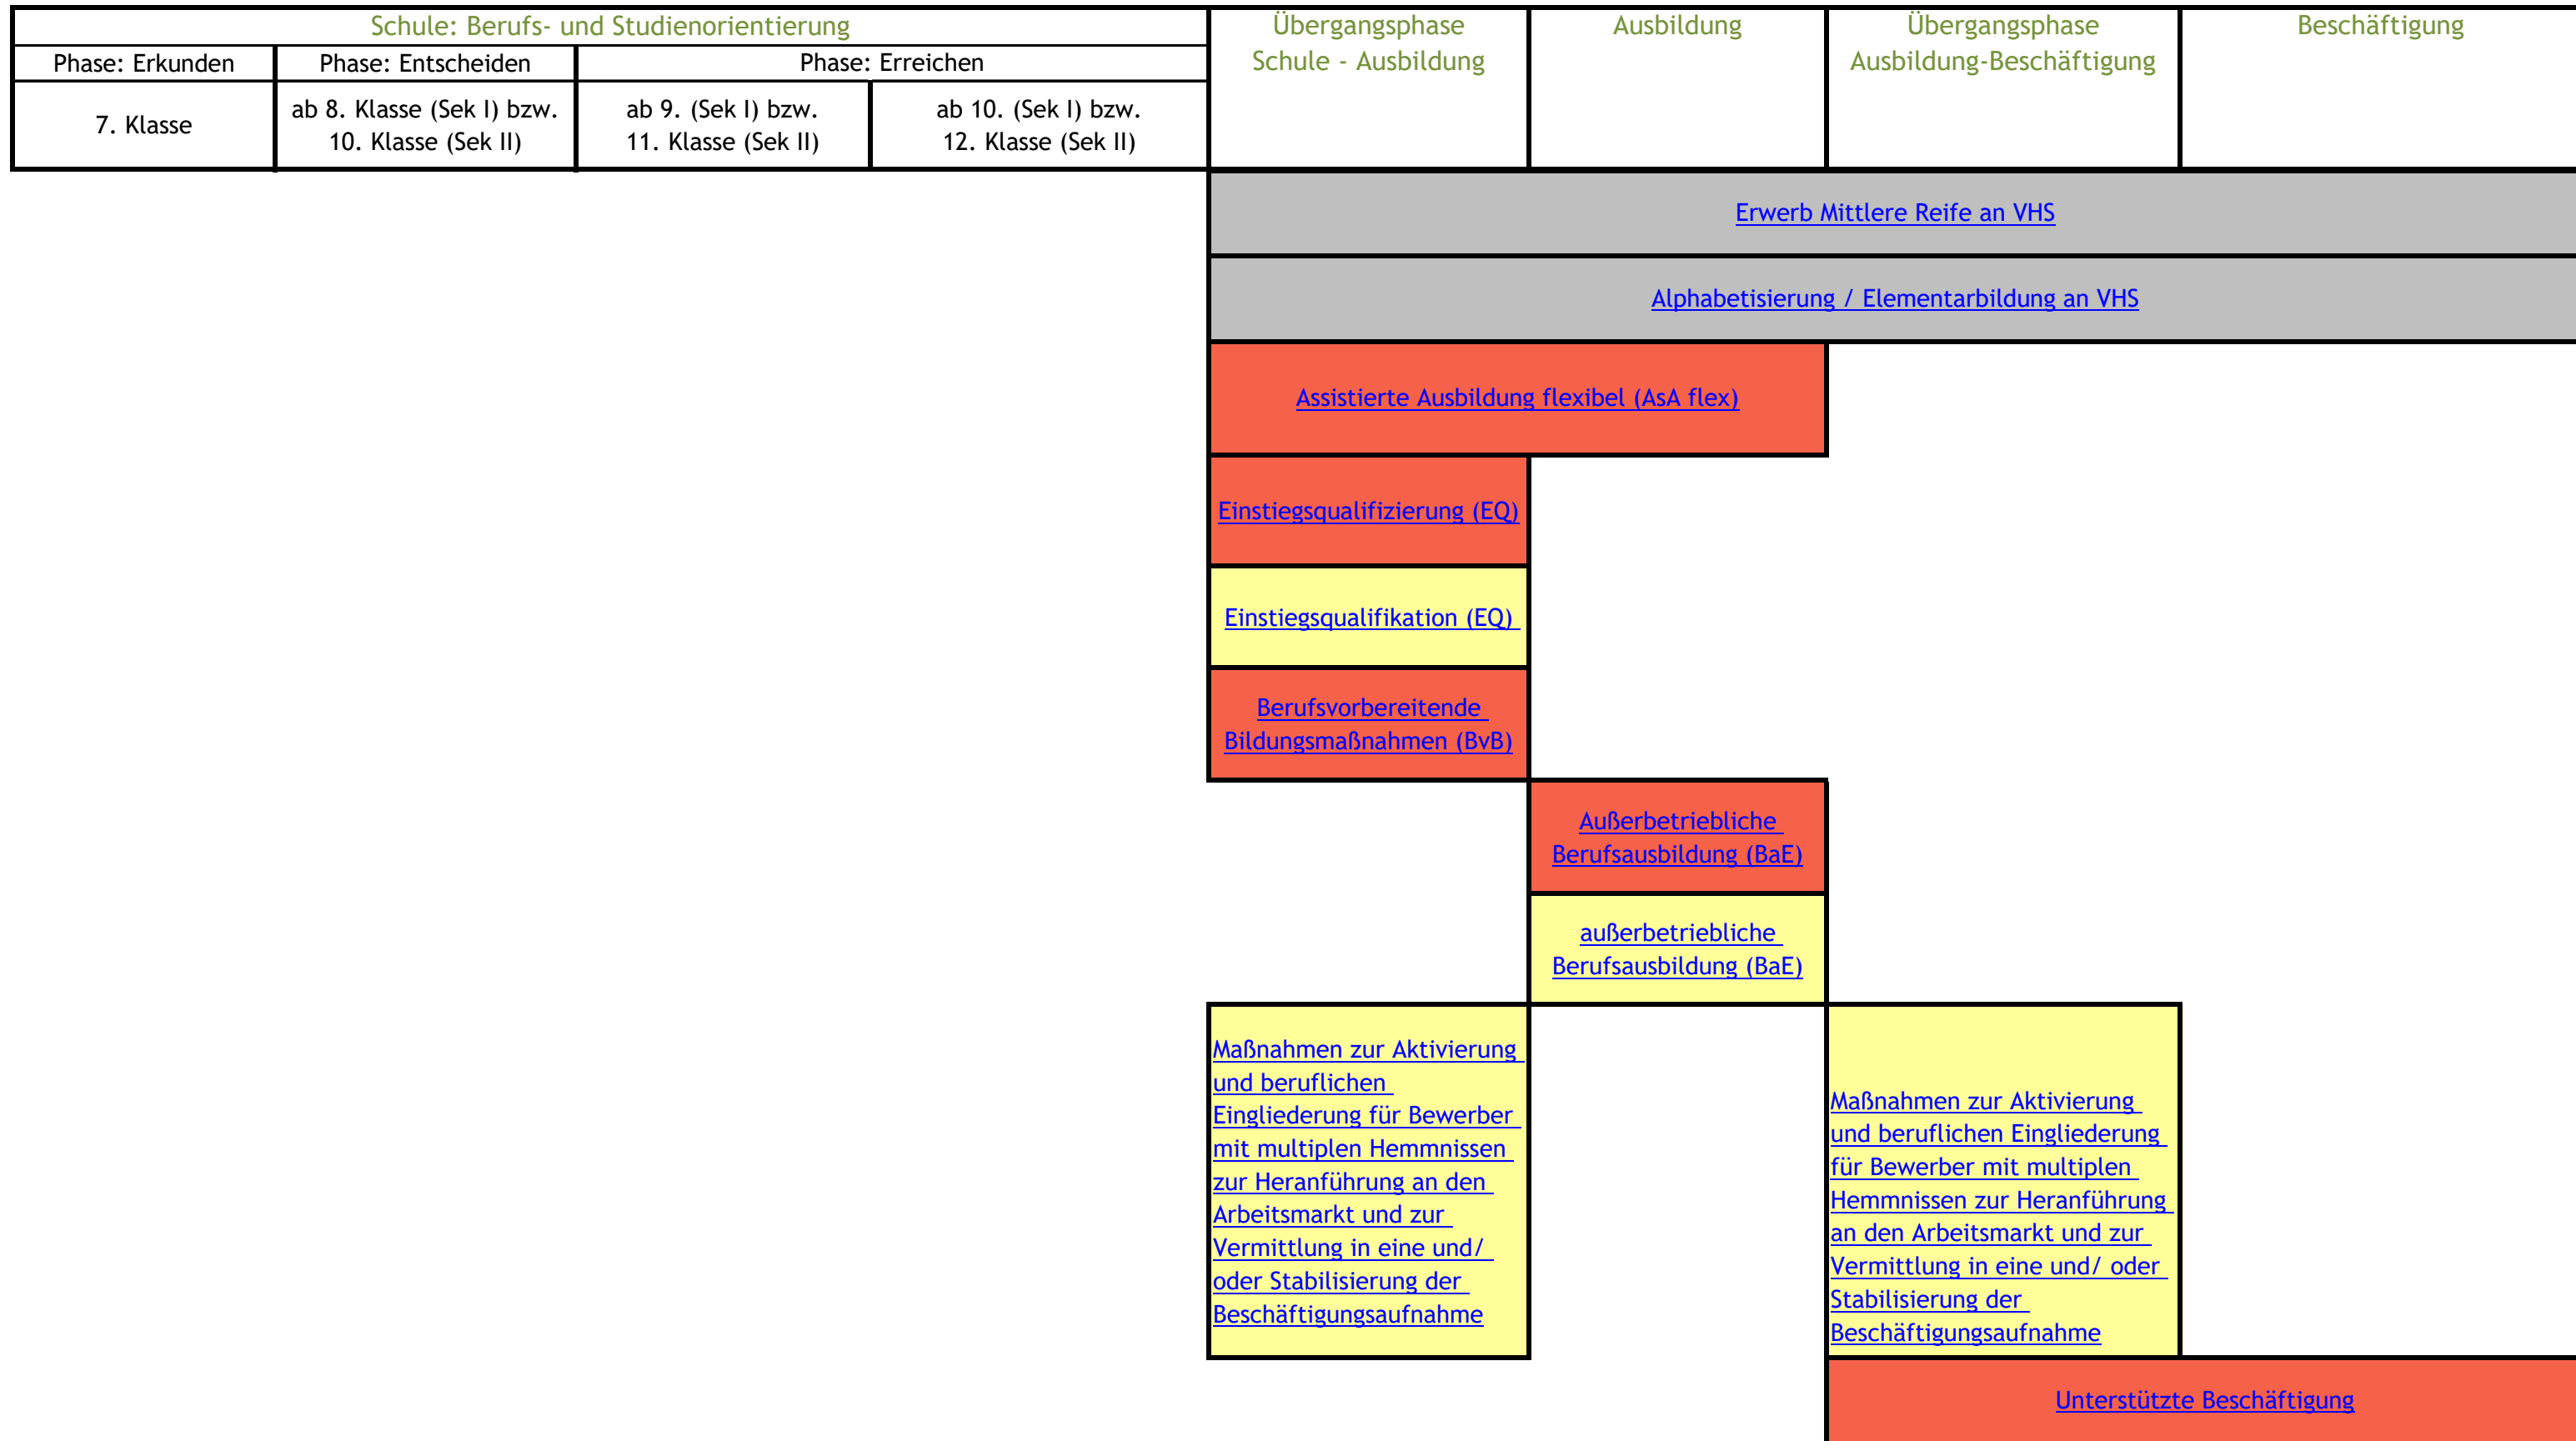 Schule: Berufs- und Studienorientierung
Übergangsphase
Schule - Ausbildung
Ausbildung
Übergangsphase
Ausbildung-Beschäftigung
Beschäftigung
Phase: Erkunden
Phase: Entscheiden
Phase: Erreichen
7. Klasse
ab 8. Klasse (Sek I) bzw.
10. Klasse (Sek II)
ab 9. (Sek I) bzw.
11. Klasse (Sek II)
ab 10. (Sek I) bzw.
12. Klasse (Sek II)
Erwerb Mittlere Reife an VHS
Alphabetisierung / Elementarbildung an VHS
Assistierte Ausbildung flexibel (AsA flex)
Einstiegsqualifizierung (EQ)
Einstiegsqualifikation (EQ)
Berufsvorbereitende
Bildungsmaßnahmen (BvB)
Außerbetriebliche
Berufsausbildung (BaE)
außerbetriebliche
Berufsausbildung (BaE)
Maßnahmen zur Aktivierung
und beruflichen
Eingliederung für Bewerber
mit multiplen Hemmnissen
zur Heranführung an den
Arbeitsmarkt und zur
Vermittlung in eine und/
oder Stabilisierung der
Beschäftigungsaufnahme
Maßnahmen zur Aktivierung
und beruflichen Eingliederung
für Bewerber mit multiplen
Hemmnissen zur Heranführung
an den Arbeitsmarkt und zur
Vermittlung in eine und/ oder
Stabilisierung der
Beschäftigungsaufnahme
Unterstützte Beschäftigung